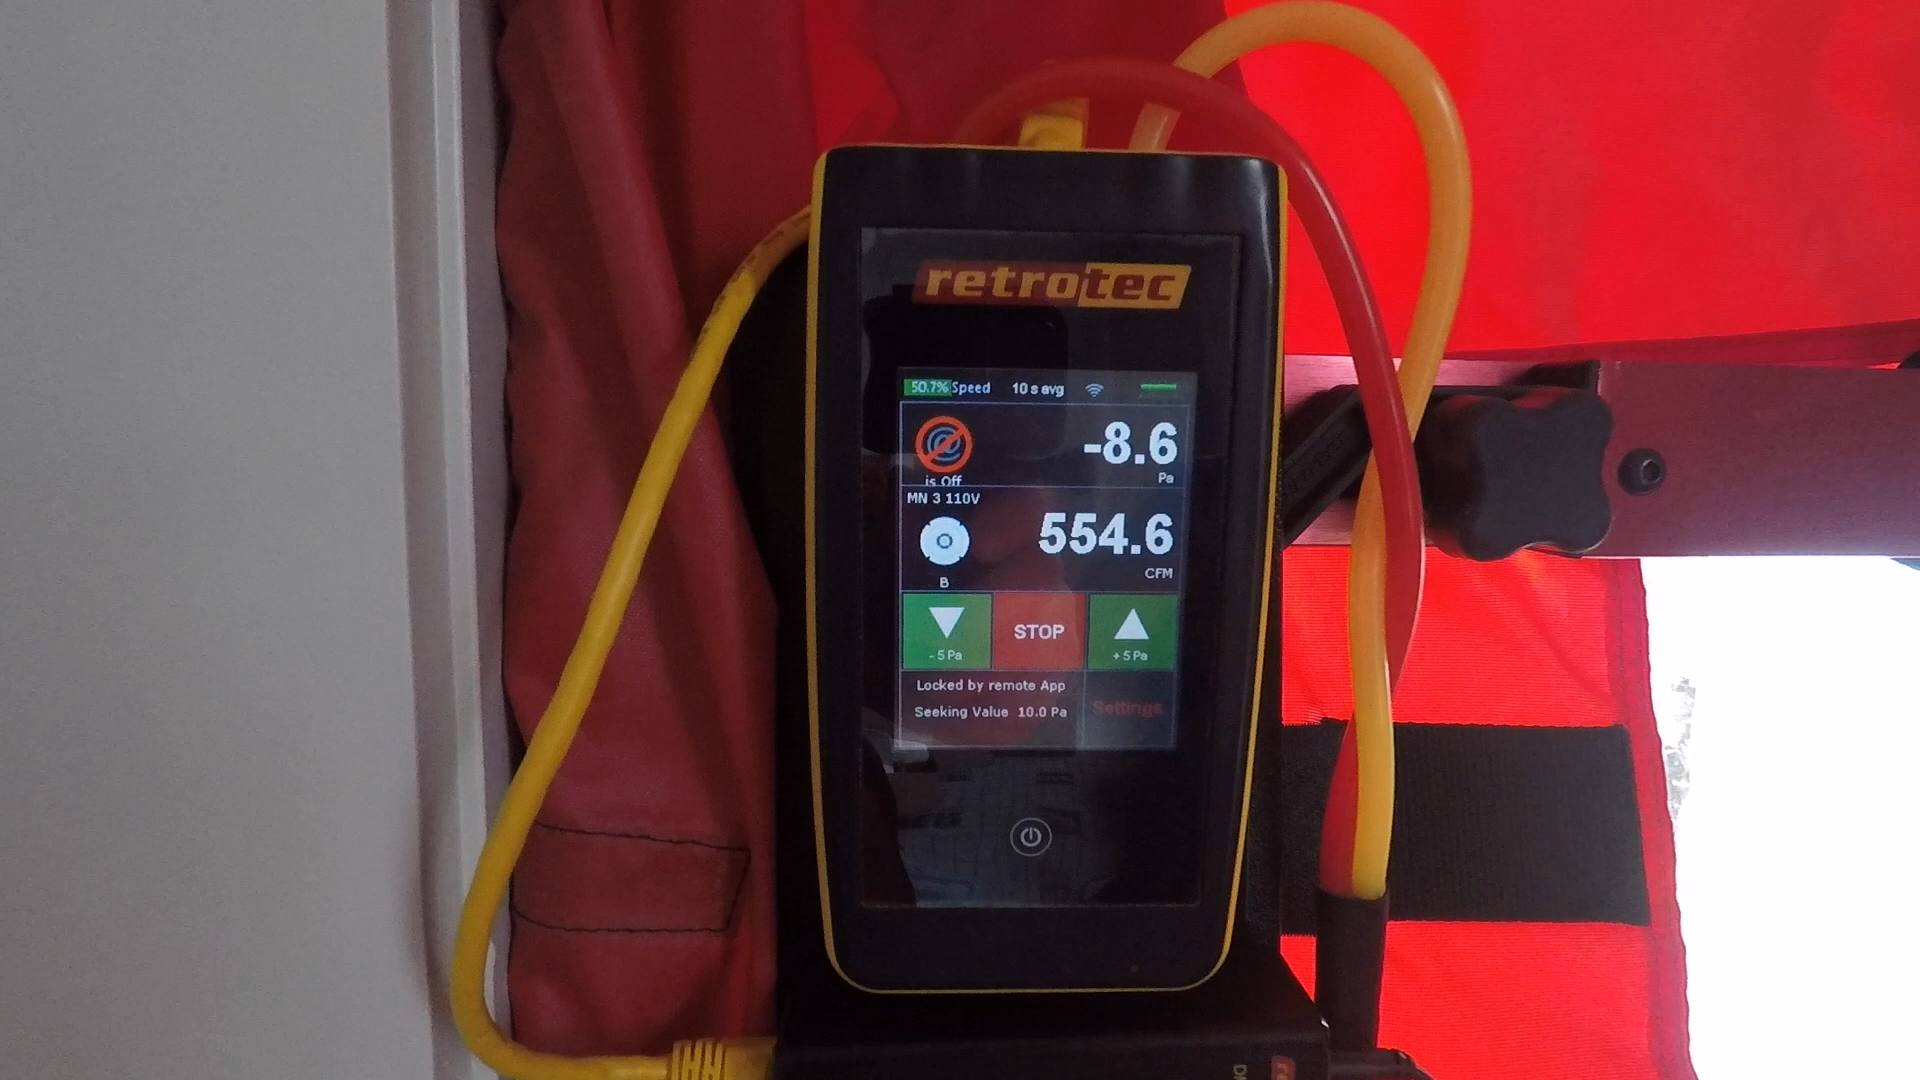 retrotec
50.7% Speed 10 s avg
-8.6
Pa
is Off
MN 3 110V
554.6
CFM
B
STOP
- 5 Pa
+ 5 Pa
Locked by remote App
Seeking Value 10.0 Pa
Settings